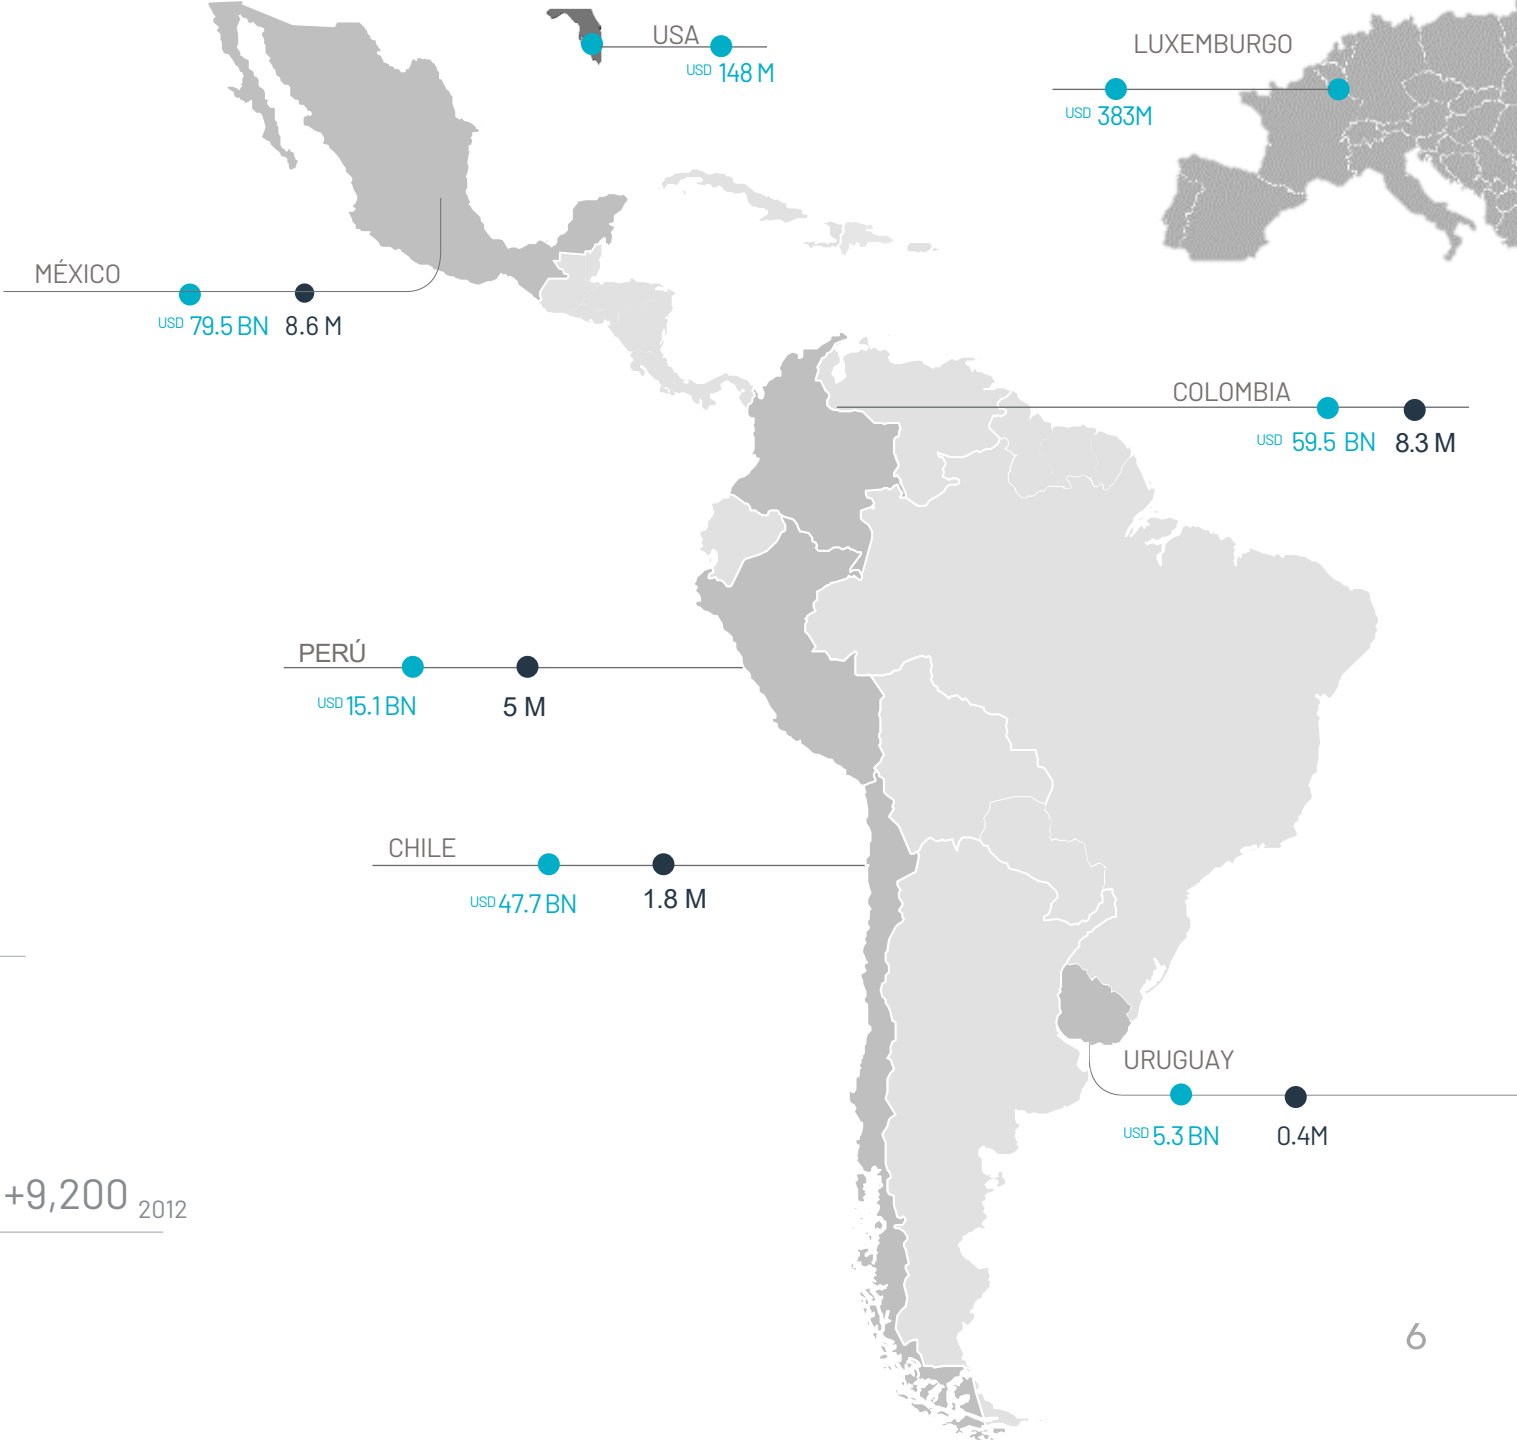 USA
USD 148 M
LUXEMBURGO
USD 383M
MÉXICO
USD 79.5 BN 8.6 M
COLOMBIA
USD 59.5 BN 8.3 M
PERÚ
USD 15.1 BN 5 M
CHILE
USD 47.7 BN 1.8 M
URUGUAY
USD 5.3 BN 0.4M
+9,200 2012
6